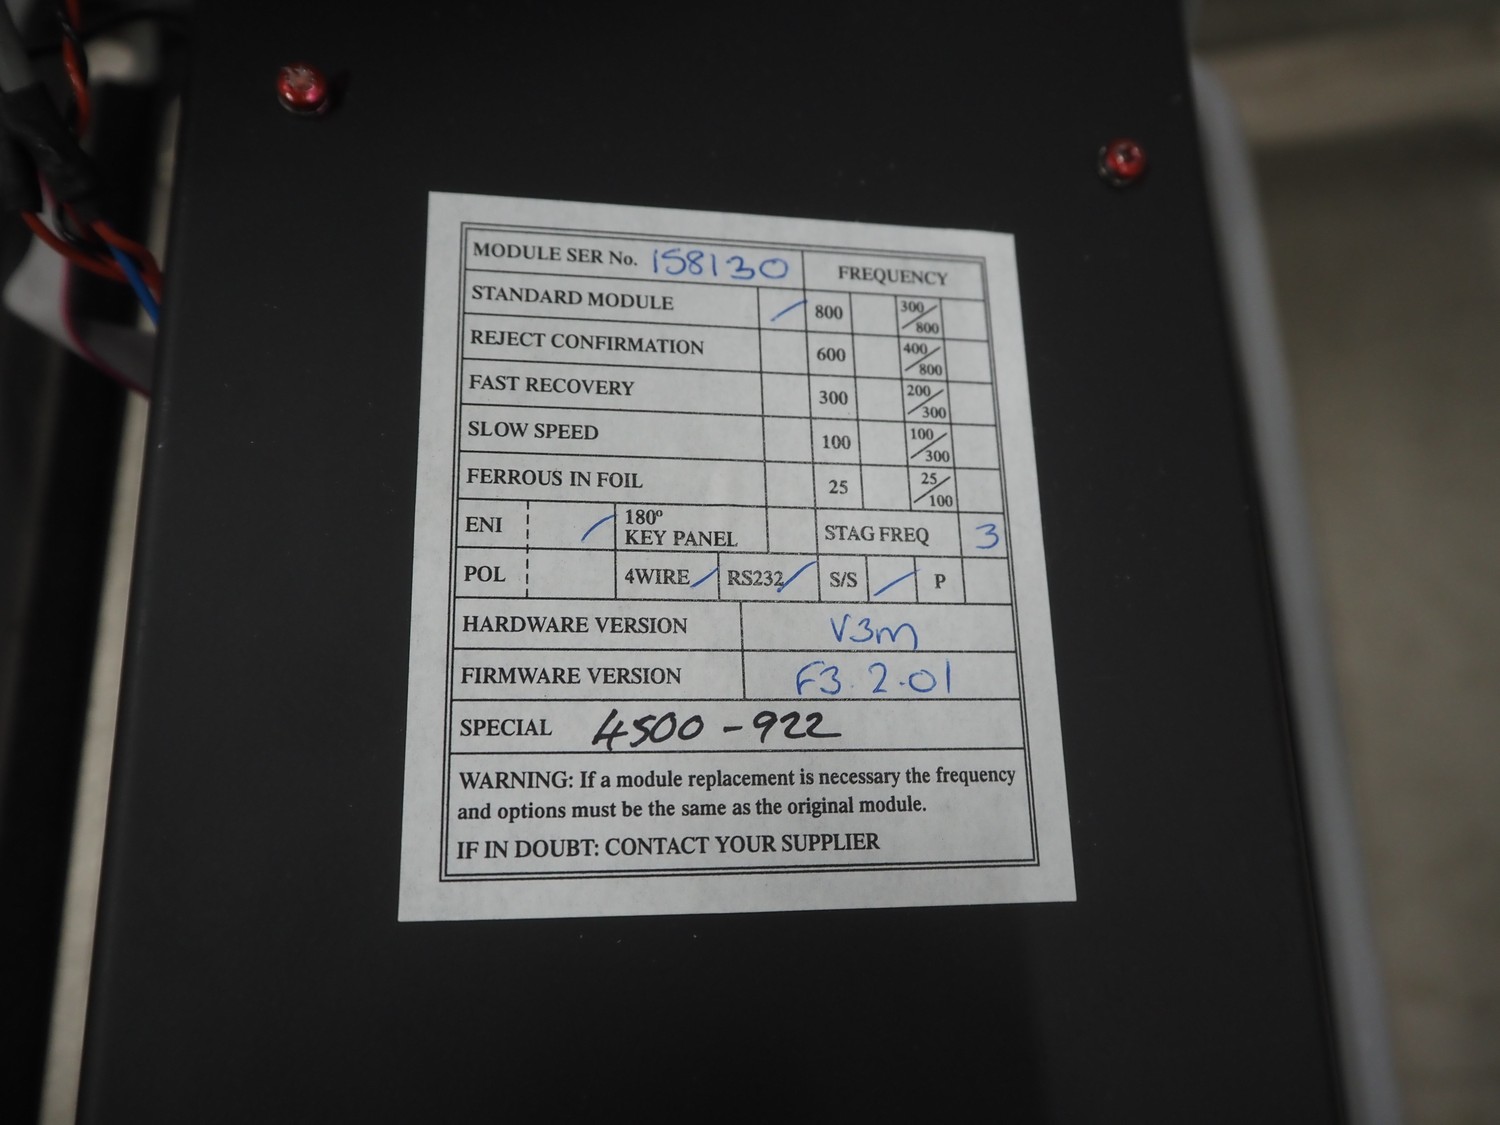 MODULE SER No. 158130 FREQUENCY
STANDARD MODULE / 800 300/800
REJECT CONFIRMATION 600 400/800
FAST RECOVERY 300 200/300
SLOW SPEED 100 100/300
FERROUS IN FOIL 25 25/100
ENI / 180º KEY PANEL STAG FREQ 3
POL 4WIRE / RS232 / S/S / P
HARDWARE VERSION V3m
FIRMWARE VERSION F3.2.01
SPECIAL 4500-922
WARNING: If a module replacement is necessary the frequency
and options must be the same as the original module.
IF IN DOUBT: CONTACT YOUR SUPPLIER